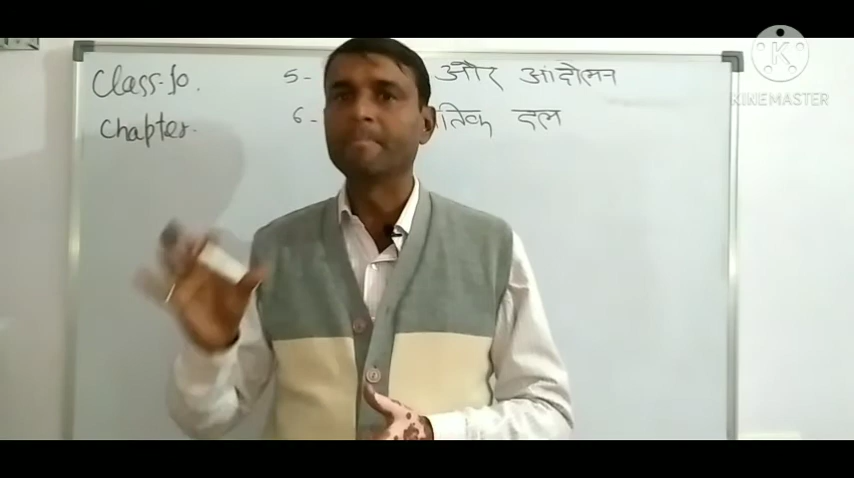 Class-10.
Chapter.
5- और आंदोलन
6- तिक दल
K
KINEMASTER